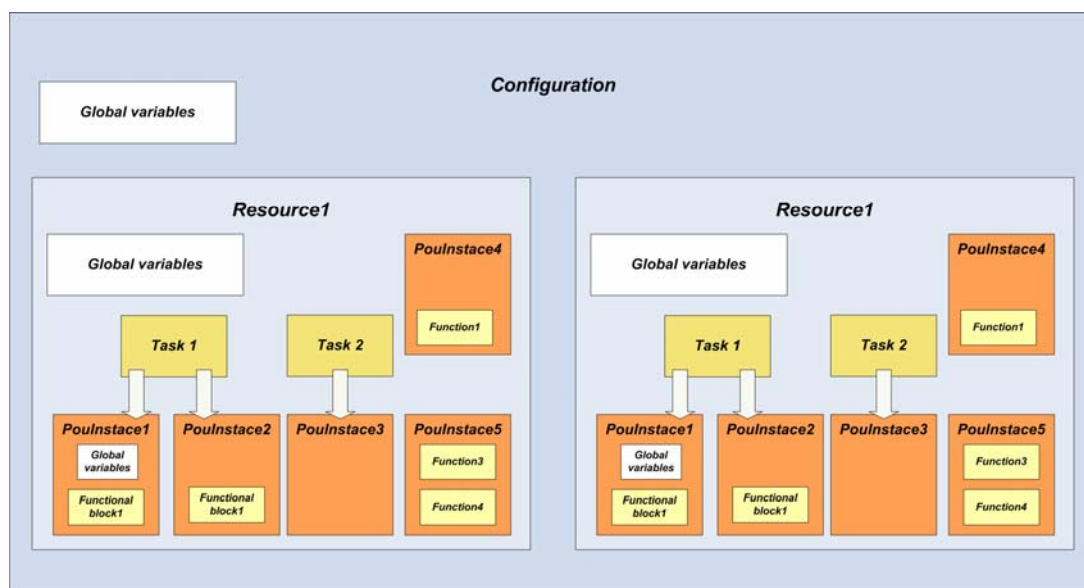 Configuration
Global variables
Resource1
Global variables
PouInstace4
Function1
Task 1
Task 2
PouInstace1
Global
variables
Functional
block1
PouInstace2
Functional
block1
PouInstace3
PouInstace5
Function3
Function4
Resource1
Global variables
PouInstace4
Function1
Task 1
Task 2
PouInstace1
Global
variables
Functional
block1
PouInstace2
Functional
block1
PouInstace3
PouInstace5
Function3
Function4